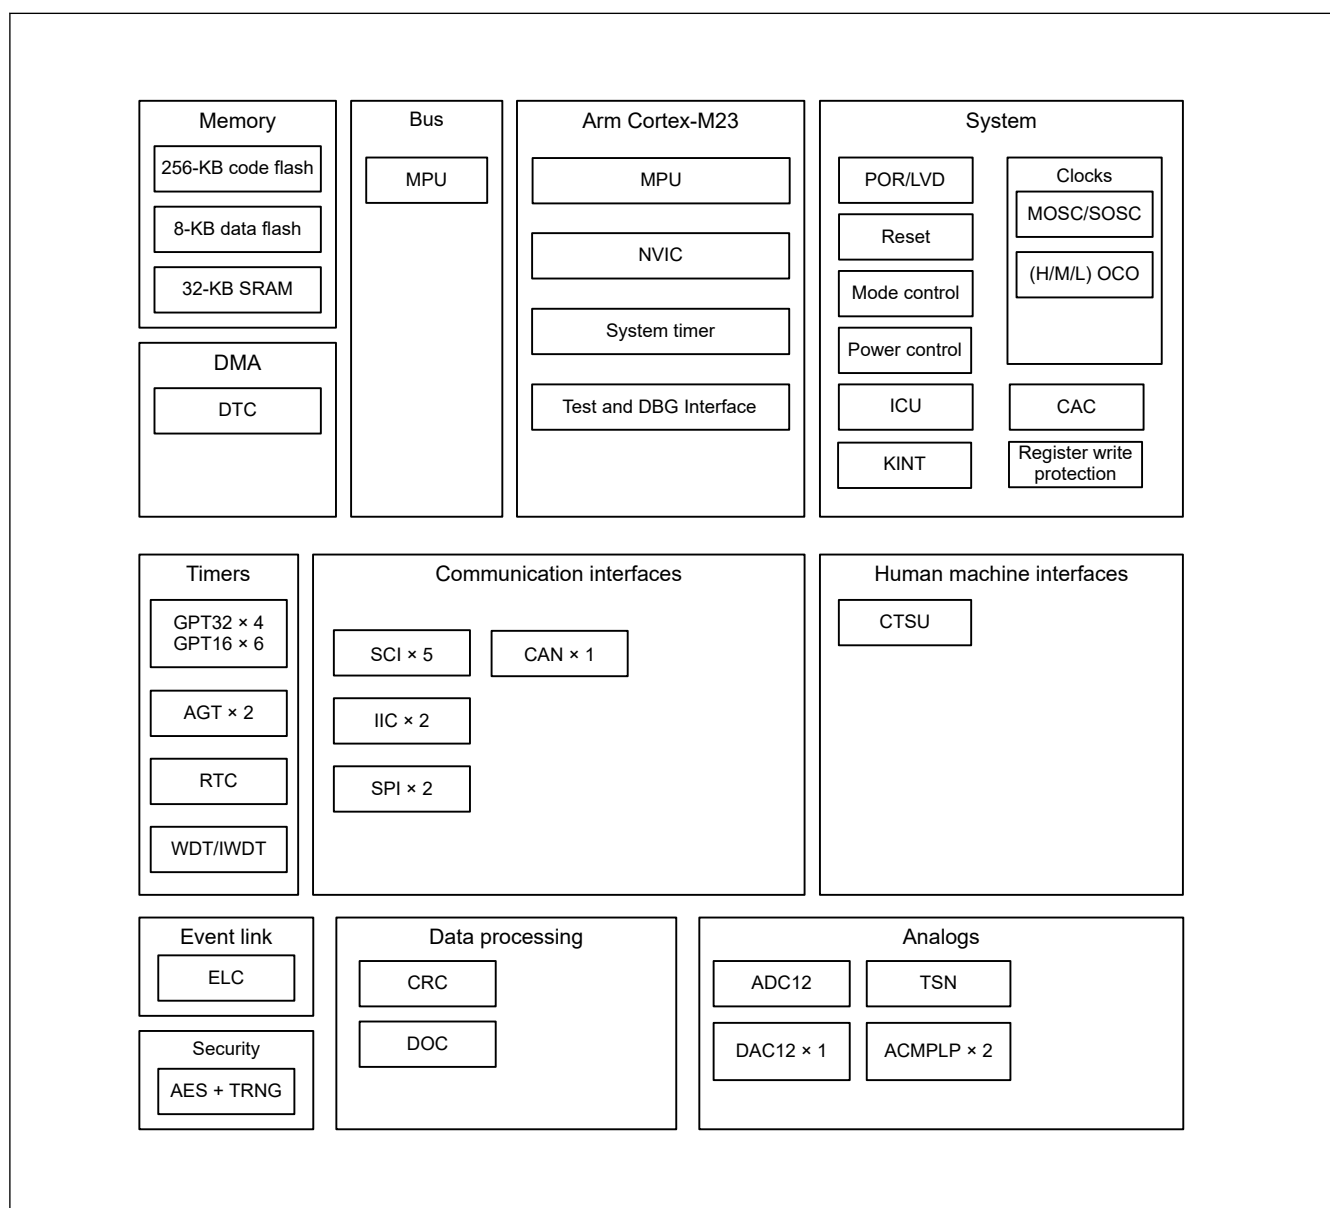 Memory
256-KB code flash
8-KB data flash
32-KB SRAM
DMA
DTC
Bus
MPU
Arm Cortex-M23
MPU
NVIC
System timer
Test and DBG Interface
System
POR/LVD
Reset
Mode control
Power control
ICU
KINT
Clocks
MOSC/SOSC
(H/M/L) OCO
CAC
Register write
protection
Timers
GPT32 × 4
GPT16 × 6
AGT × 2
RTC
WDT/IWDT
Communication interfaces
SCI × 5
IIC × 2
SPI × 2
CAN × 1
Human machine interfaces
CTSU
Event link
ELC
Security
AES + TRNG
Data processing
CRC
DOC
Analogs
ADC12
TSN
DAC12 × 1
ACMPLP × 2